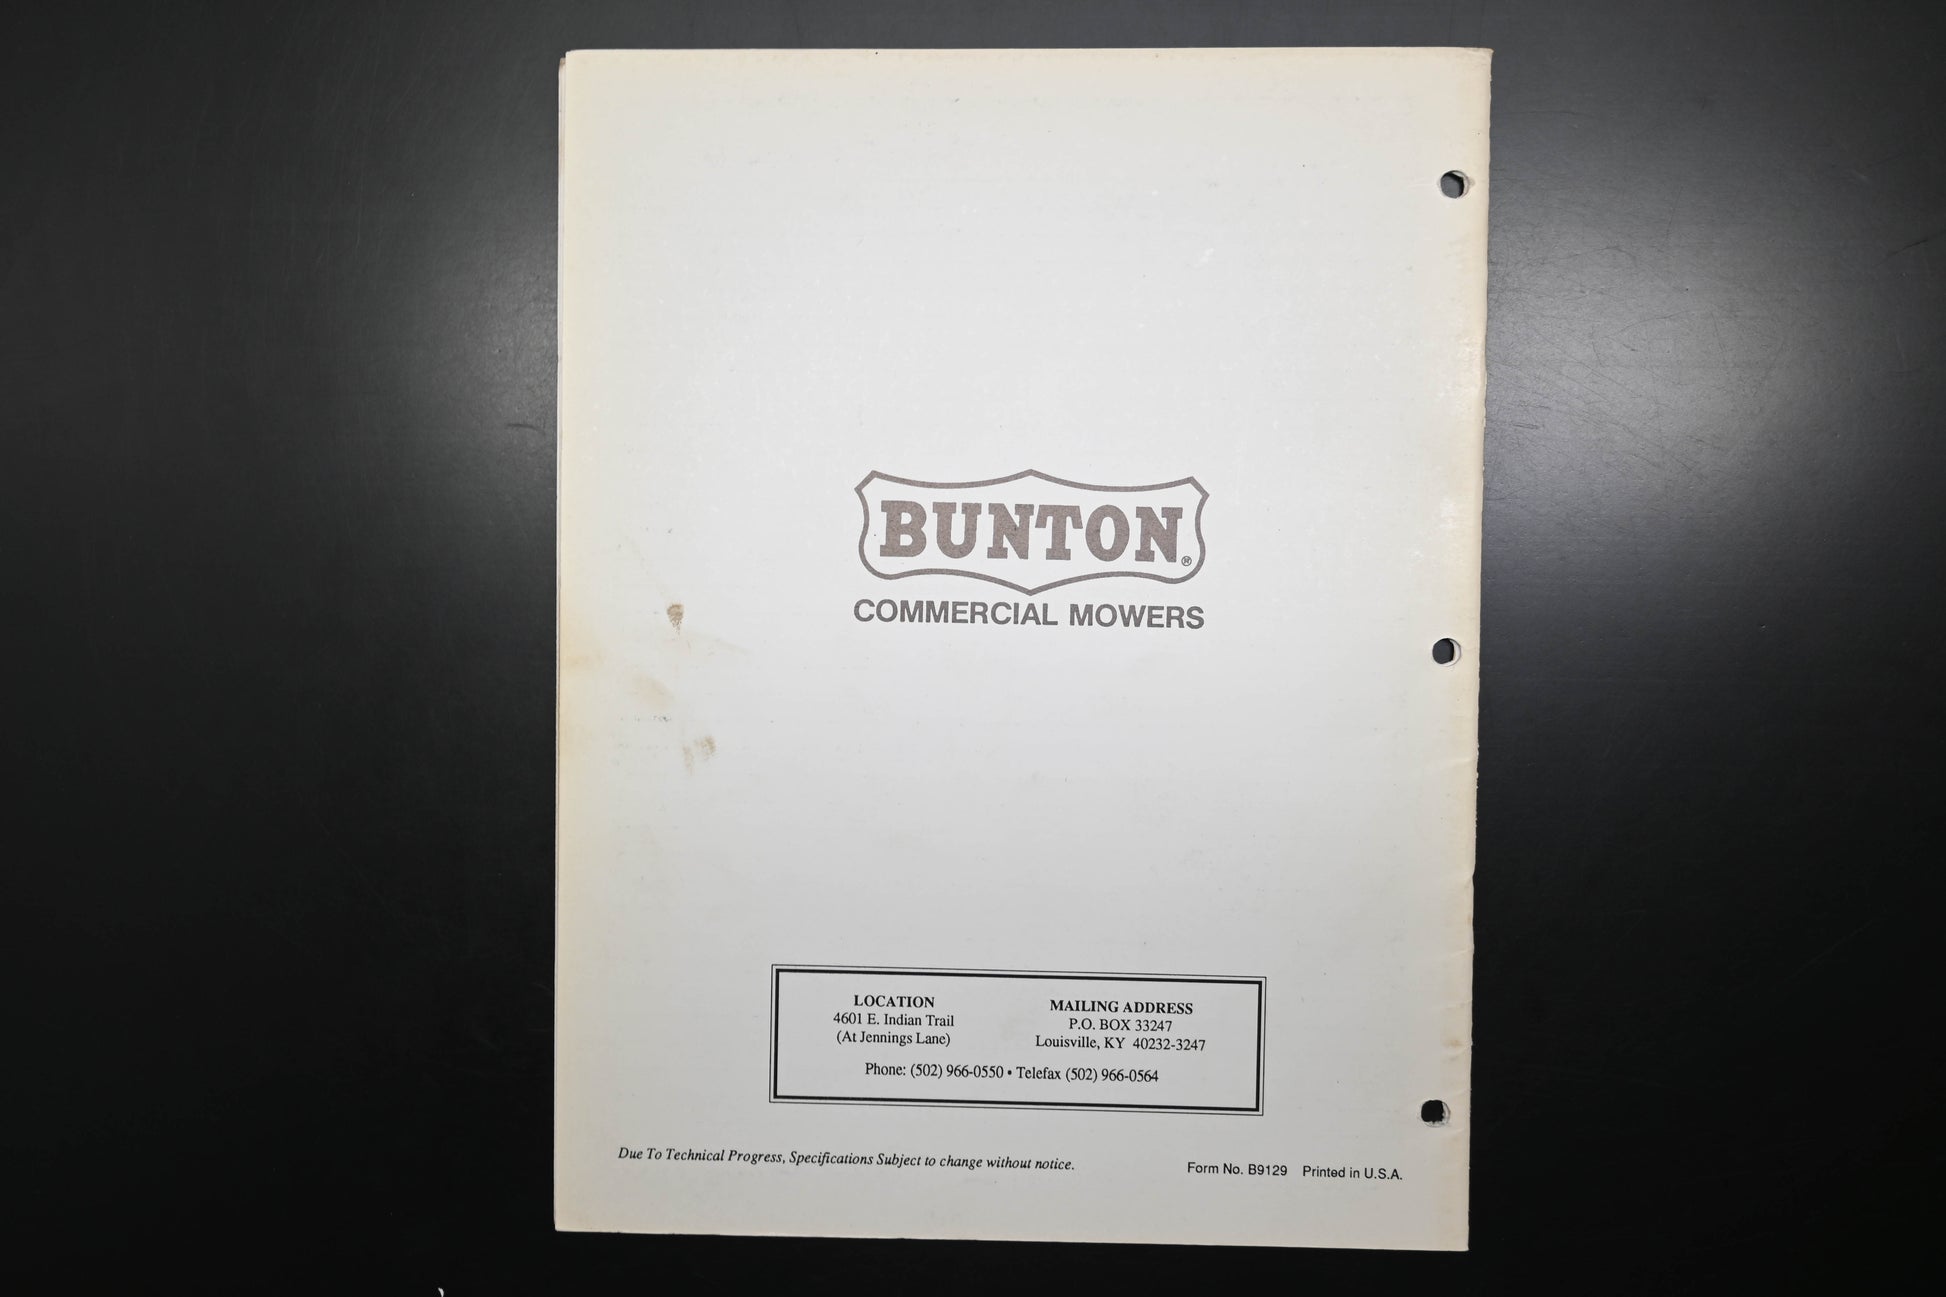 BUNTON®
COMMERCIAL MOWERS
LOCATION
4601 E. Indian Trail
(At Jennings Lane)
MAILING ADDRESS
P.O. BOX 33247
Louisville, KY 40232-3247
Phone: (502) 966-0550 • Telefax (502) 966-0564
Due To Technical Progress, Specifications Subject to change without notice.
Form No. B9129 Printed in U.S.A.